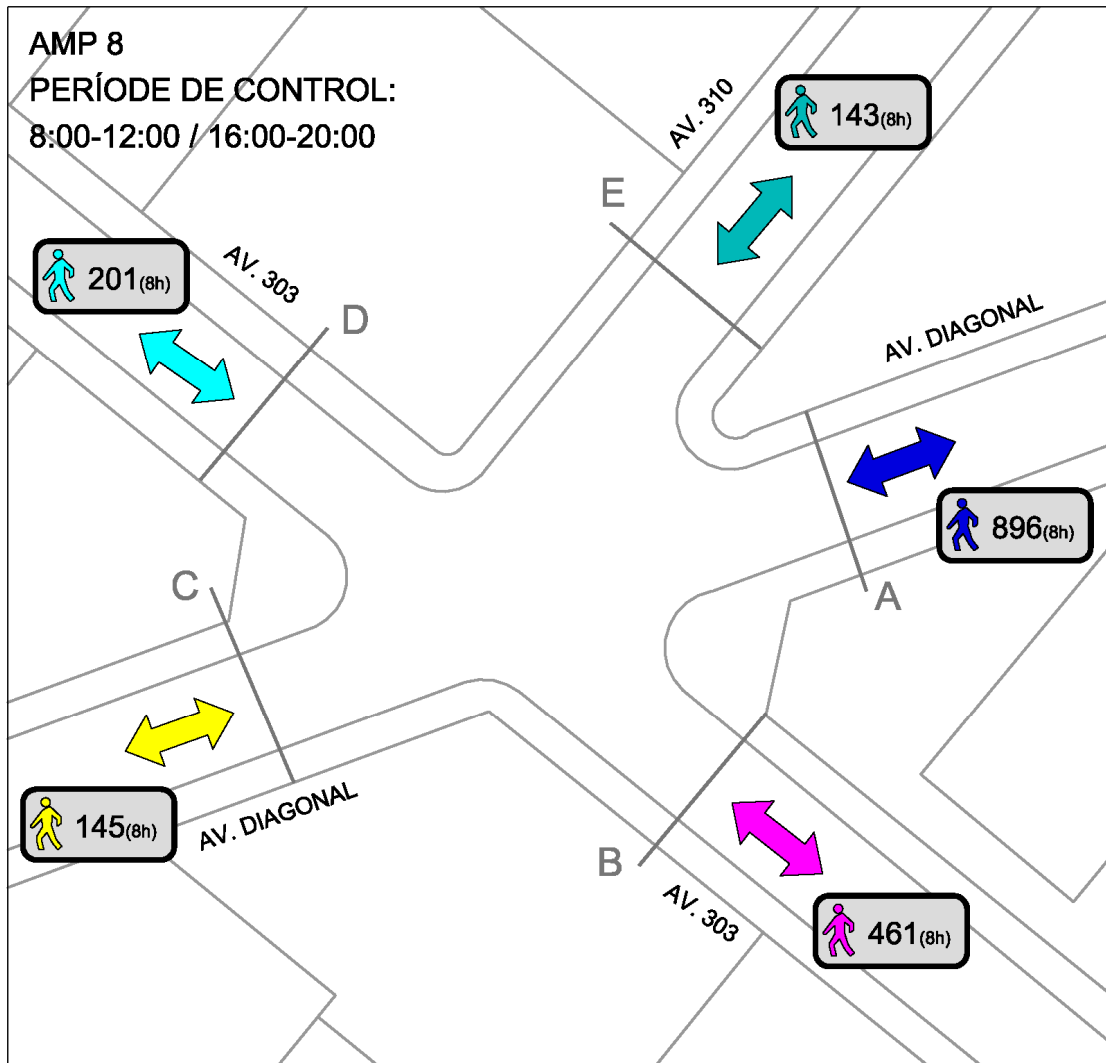 AMP 8
PERÍODE DE CONTROL:
8:00-12:00 / 16:00-20:00
AV. 310
143(8h)
E
AV. 303
201(8h)
D
AV. DIAGONAL
896(8h)
A
C
145(8h)
AV. DIAGONAL
B
AV. 303
461(8h)